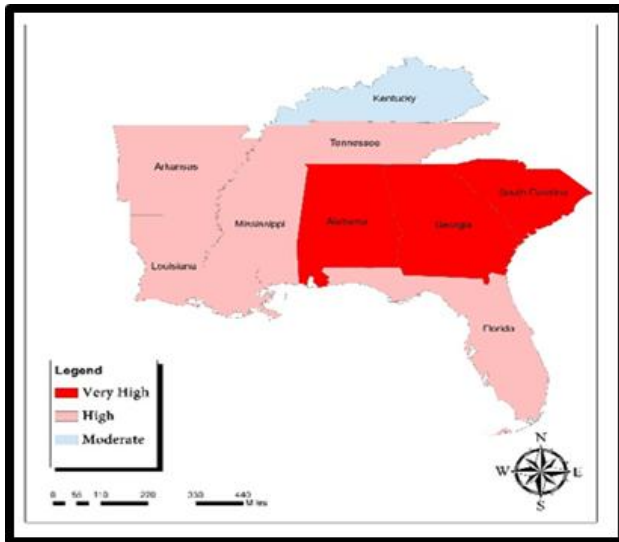 Kentucky
Tennessee
Arkansas
South Carolina
Mississippi
Alabama
Georgia
Louisiana
Florida
Legend
Very High
High
Moderate
N
W E
S
0 55 110 220 330 440
Miles